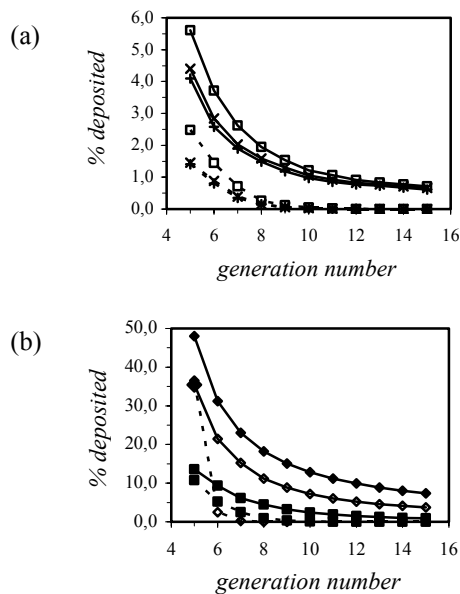 (a)
% deposited
6,0
5,0
4,0
3,0
2,0
1,0
0,0
4 6 8 10 12 14 16
generation number
(b)
% deposited
50,0
40,0
30,0
20,0
10,0
0,0
4 6 8 10 12 14 16
generation number